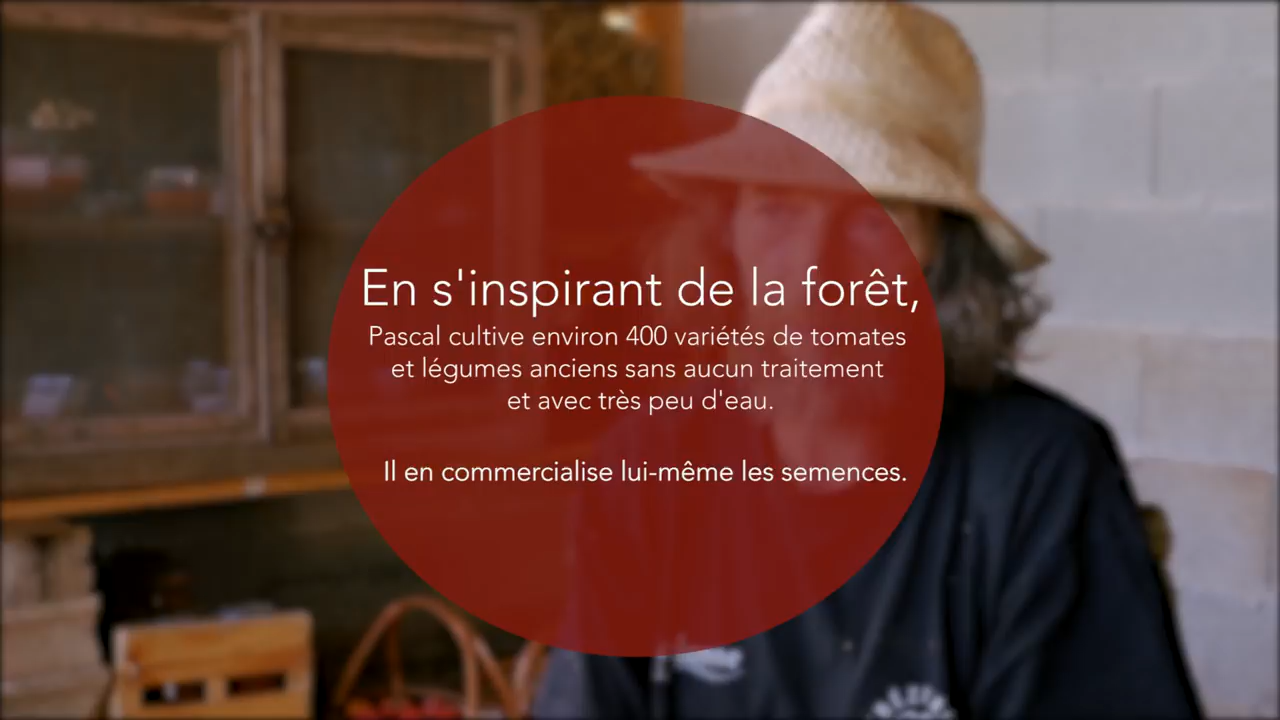 En s'inspirant de la forêt,
Pascal cultive environ 400 variétés de tomates
et légumes anciens sans aucun traitement
et avec très peu d'eau.
Il en commercialise lui-même les semences.